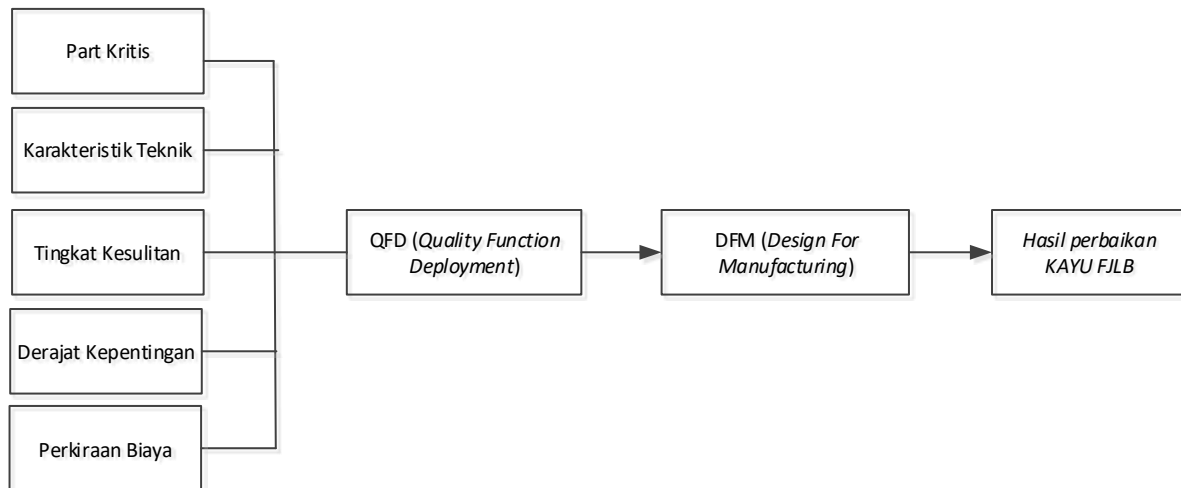 Part Kritis
Karakteristik Teknik
Tingkat Kesulitan
Derajat Kepentingan
Perkiraan Biaya
QFD (Quality Function
Deployment)
DFM (Design For
Manufacturing)
Hasil perbaikan
KAYU FJLB